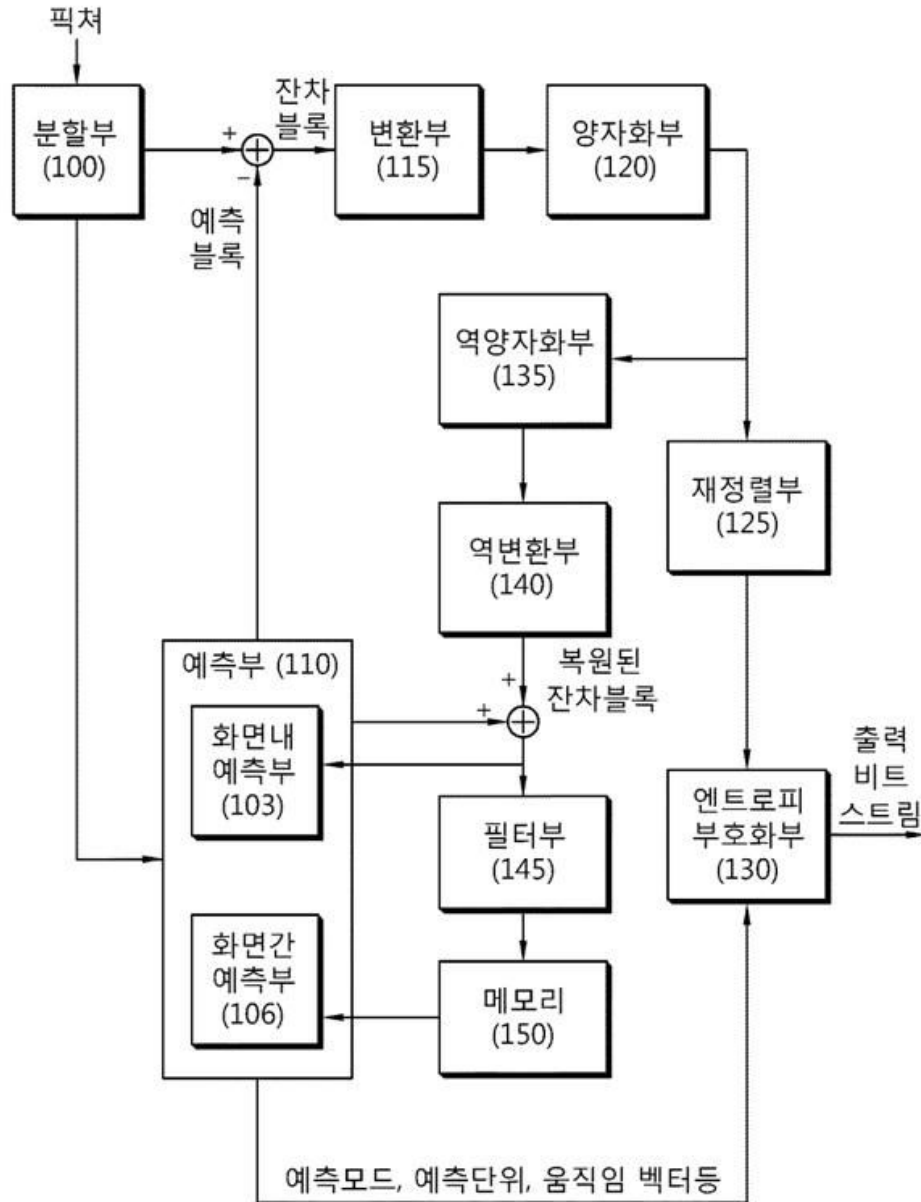 픽쳐
분할부
(100)
+
−
잔차
블록
변환부
(115)
양자화부
(120)
예측
블록
역양자화부
(135)
재정렬부
(125)
역변환부
(140)
예측부 (110)
+
+
복원된
잔차블록
화면내
예측부
(103)
필터부
(145)
엔트로피
부호화부
(130)
출력
비트
스트림
화면간
예측부
(106)
메모리
(150)
예측모드, 예측단위, 움직임 벡터등